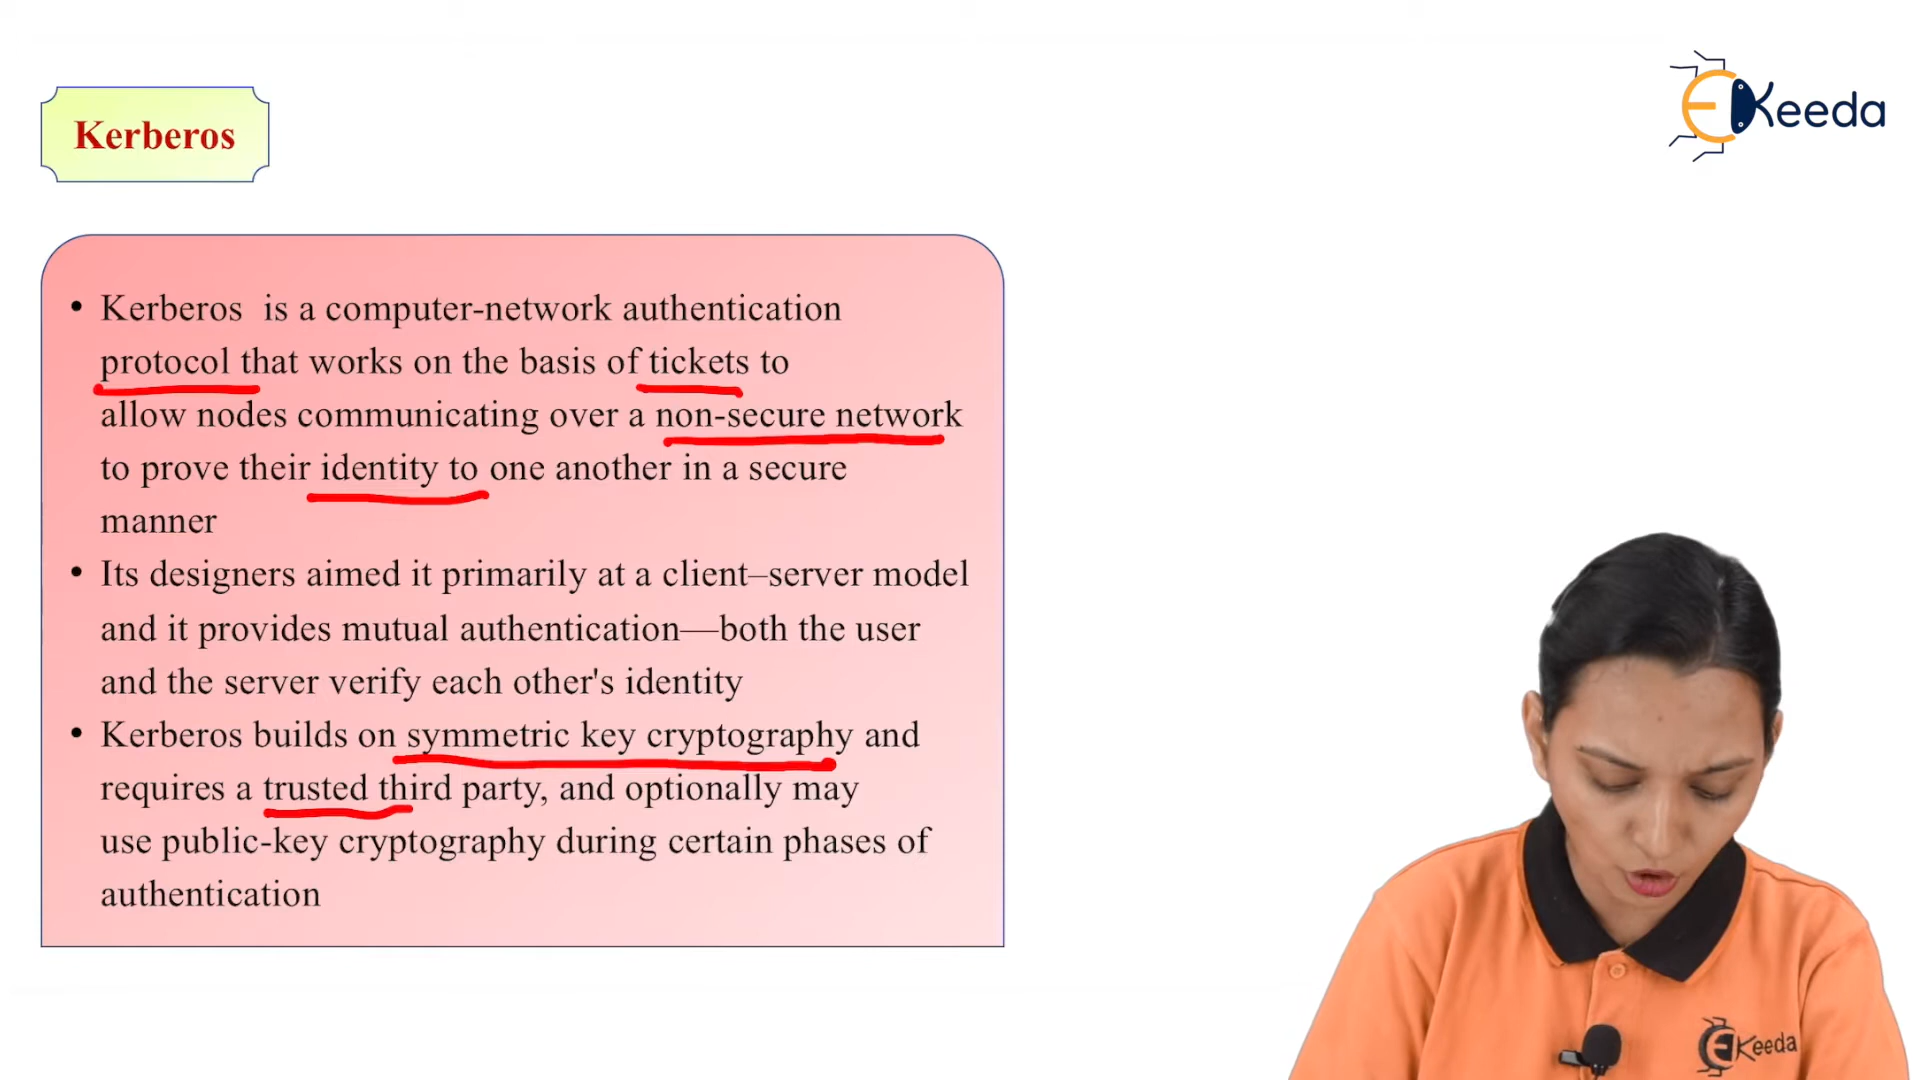 Kerberos
EKeeda
• Kerberos is a computer-network authentication
protocol that works on the basis of tickets to
allow nodes communicating over a non-secure network
to prove their identity to one another in a secure
manner
• Its designers aimed it primarily at a client–server model
and it provides mutual authentication—both the user
and the server verify each other's identity
• Kerberos builds on symmetric key cryptography and
requires a trusted third party, and optionally may
use public-key cryptography during certain phases of
authentication
EKeeda